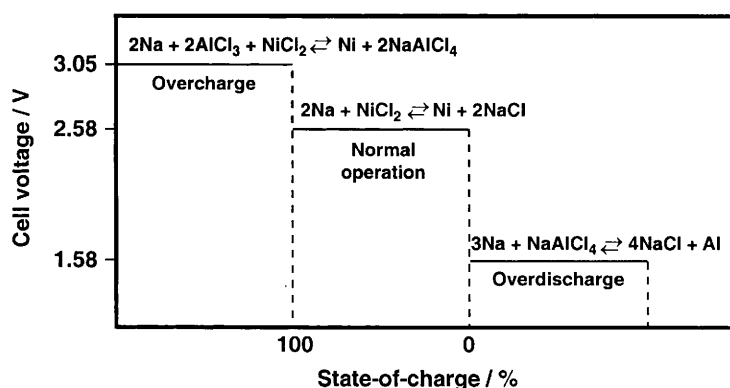 2Na + 2AlCl₃ + NiCl₂ ⇄ Ni + 2NaAlCl₄
3.05
Overcharge
2Na + NiCl₂ ⇄ Ni + 2NaCl
2.58
Normal
operation
3Na + NaAlCl₄ ⇄ 4NaCl + Al
1.58
Overdischarge
Cell voltage / V
100
0
State-of-charge / %